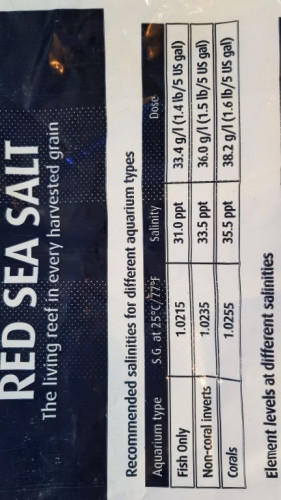 RED SEA SALT
The living reef in every harvested grain
Recommended salinities for different aquarium types
Aquarium type S.G. at 25°C/77°F Salinity Dose
Fish Only 1.0215 31.0 ppt 33.4 g/l (1.4 lb/5 US gal)
Non-coral inverts 1.0235 33.5 ppt 36.0 g/l (1.5 lb/5 US gal)
Corals 1.0255 35.5 ppt 38.2 g/l (1.6 lb/5 US gal)
Element levels at different salinities